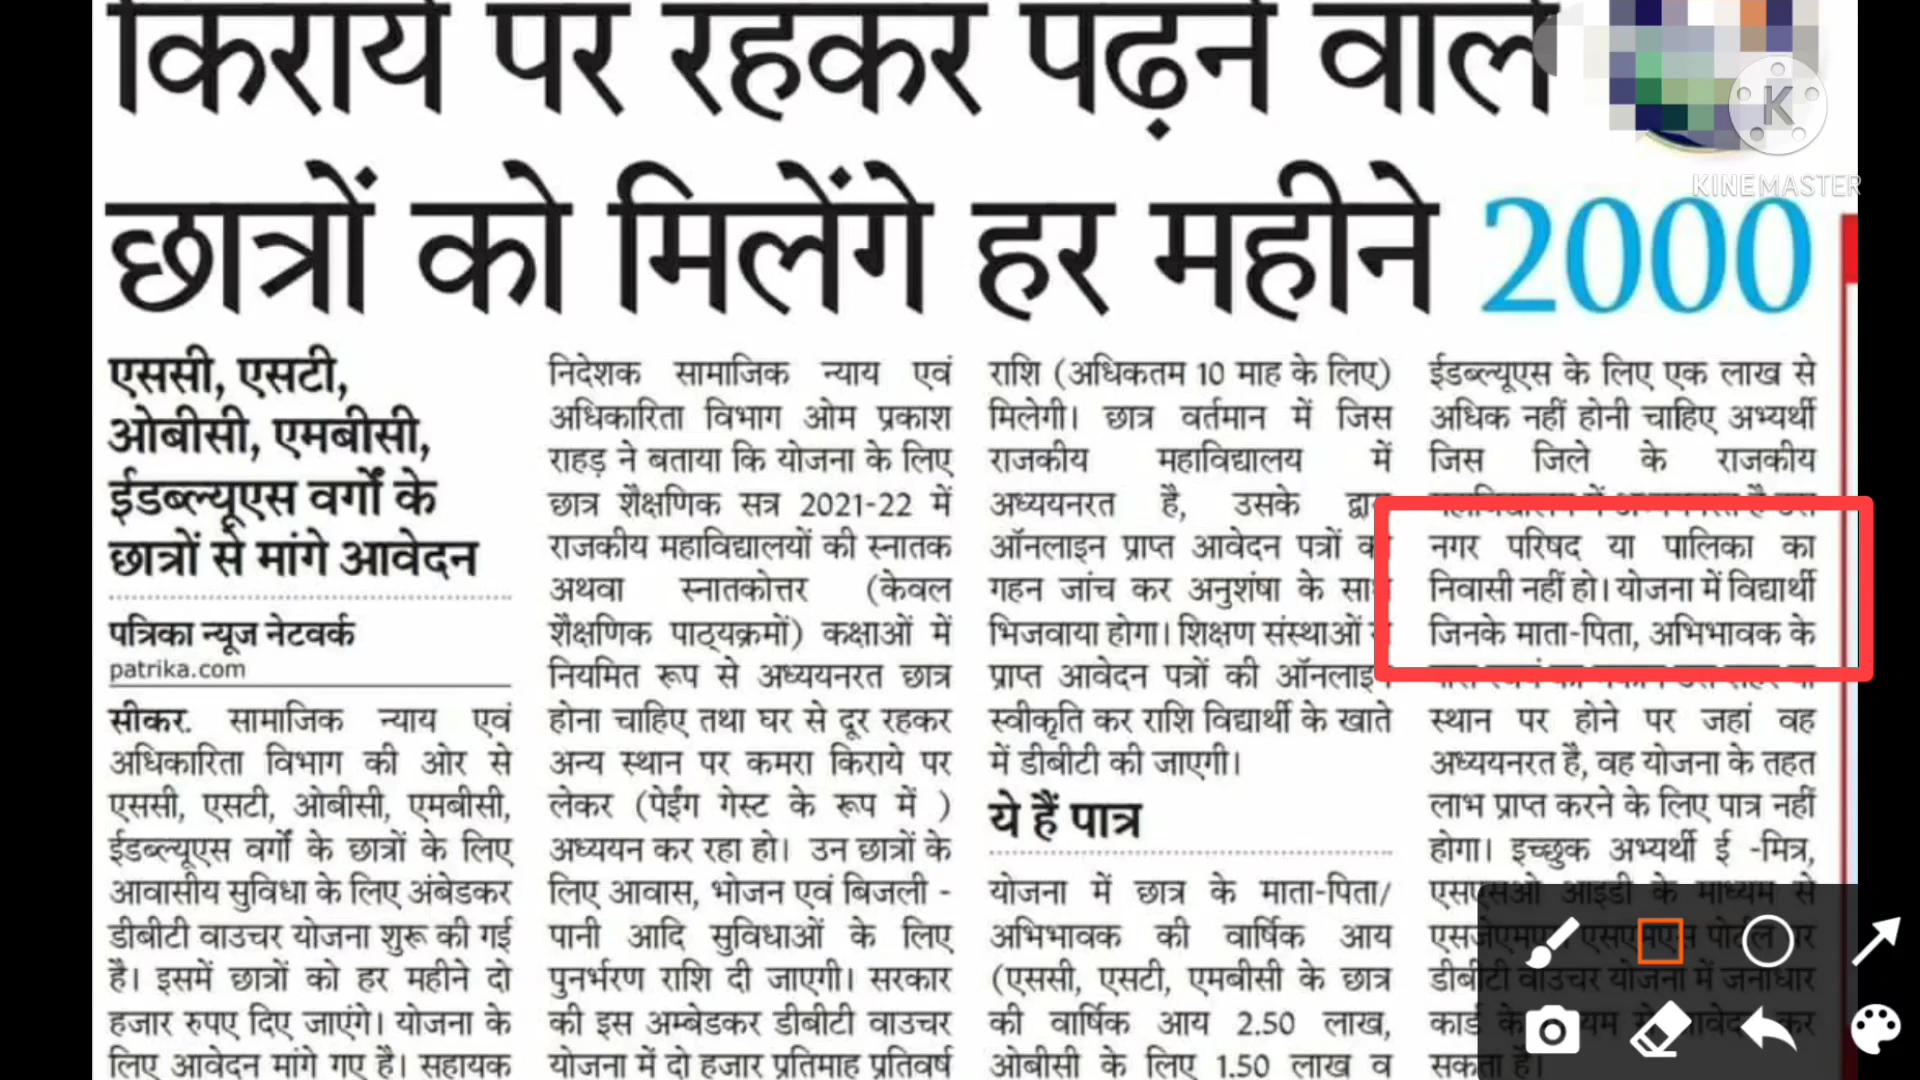 किराये पर रहकर पढ़ने वाले
छात्रों को मिलेंगे हर महीने 2000
K
KINEMASTER
एससी, एसटी,
ओबीसी, एमबीसी,
ईडब्ल्यूएस वर्गों के
छात्रों से मांगे आवेदन
पत्रिका न्यूज नेटवर्क
patrika.com
सीकर. सामाजिक न्याय एवं
अधिकारिता विभाग की ओर से
एससी, एसटी, ओबीसी, एमबीसी,
ईडब्ल्यूएस वर्गों के छात्रों के लिए
आवासीय सुविधा के लिए अंबेडकर
डीबीटी वाउचर योजना शुरू की गई
है। इसमें छात्रों को हर महीने दो
हजार रुपए दिए जाएंगे। योजना के
लिए आवेदन मांगे गए है। सहायक
निदेशक सामाजिक न्याय एवं
अधिकारिता विभाग ओम प्रकाश
राहड़ ने बताया कि योजना के लिए
छात्र शैक्षणिक सत्र 2021-22 में
राजकीय महाविद्यालयों की स्नातक
अथवा स्नातकोत्तर (केवल
शैक्षणिक पाठ्यक्रमों) कक्षाओं में
नियमित रूप से अध्ययनरत छात्र
होना चाहिए तथा घर से दूर रहकर
अन्य स्थान पर कमरा किराये पर
लेकर (पेईंग गेस्ट के रूप में )
अध्ययन कर रहा हो। उन छात्रों के
लिए आवास, भोजन एवं बिजली -
पानी आदि सुविधाओं के लिए
पुनर्भरण राशि दी जाएगी। सरकार
की इस अम्बेडकर डीबीटी वाउचर
योजना में दो हजार प्रतिमाह प्रतिवर्ष
राशि (अधिकतम 10 माह के लिए)
मिलेगी। छात्र वर्तमान में जिस
राजकीय महाविद्यालय में
अध्ययनरत है, उसके
ऑनलाइन प्राप्त आवेदन पत्रों
गहन जांच कर अनुशंषा के
भिजवाया होगा। शिक्षण संस्थाओं
प्राप्त आवेदन पत्रों की
स्वीकृति कर राशि विद्यार्थी के खाते
में डीबीटी की जाएगी।
ये हैं पात्र
योजना में छात्र के माता-पिता/
अभिभावक की वार्षिक आय
(एससी, एसटी, एमबीसी के छात्र
की वार्षिक आय 2.50 लाख,
ओबीसी के लिए 1.50 लाख व
ईडब्ल्यूएस के लिए एक लाख से
अधिक नहीं होनी चाहिए अभ्यर्थी
जिस जिले के राजकीय
नगर परिषद या पालिका का
निवासी नहीं हो। योजना में विद्यार्थी
जिनके माता-पिता, अभिभावक के
स्थान पर होने पर जहां वह
अध्ययनरत है, वह योजना के तहत
लाभ प्राप्त करने के लिए पात्र नहीं
होगा। इच्छुक अभ्यर्थी ई -मित्र,
एसएसओ आइडी के माध्यम से
डीबीटी वाउचर योजना में जनाधार
कार्ड के